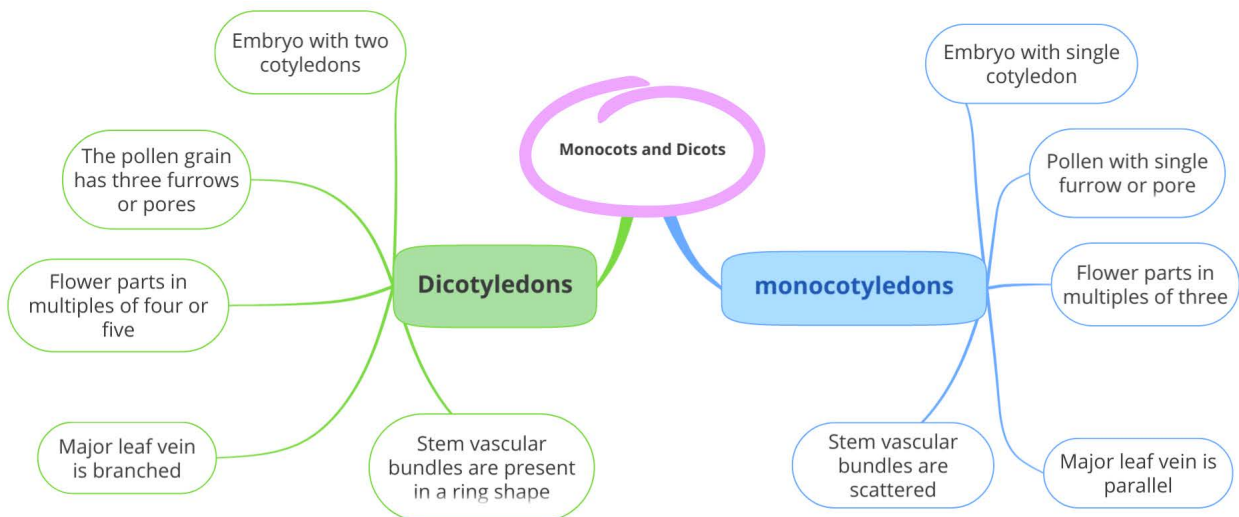 Monocots and Dicots
Dicotyledons
Embryo with two
cotyledons
The pollen grain
has three furrows
or pores
Flower parts in
multiples of four or
five
Major leaf vein
is branched
Stem vascular
bundles are present
in a ring shape
monocotyledons
Embryo with single
cotyledon
Pollen with single
furrow or pore
Flower parts in
multiples of three
Stem vascular
bundles are
scattered
Major leaf vein is
parallel